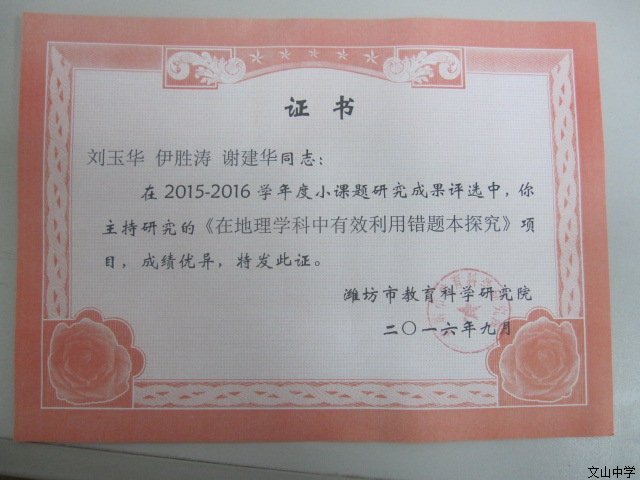 证书
刘玉华 伊胜涛 谢建华同志：
在2015-2016学年度小课题研究成果评选中，你
主持研究的《在地理学科中有效利用错题本探究》项
目，成绩优异，特发此证。
潍坊市教育科学研究院
二〇一六年九月
文山中学